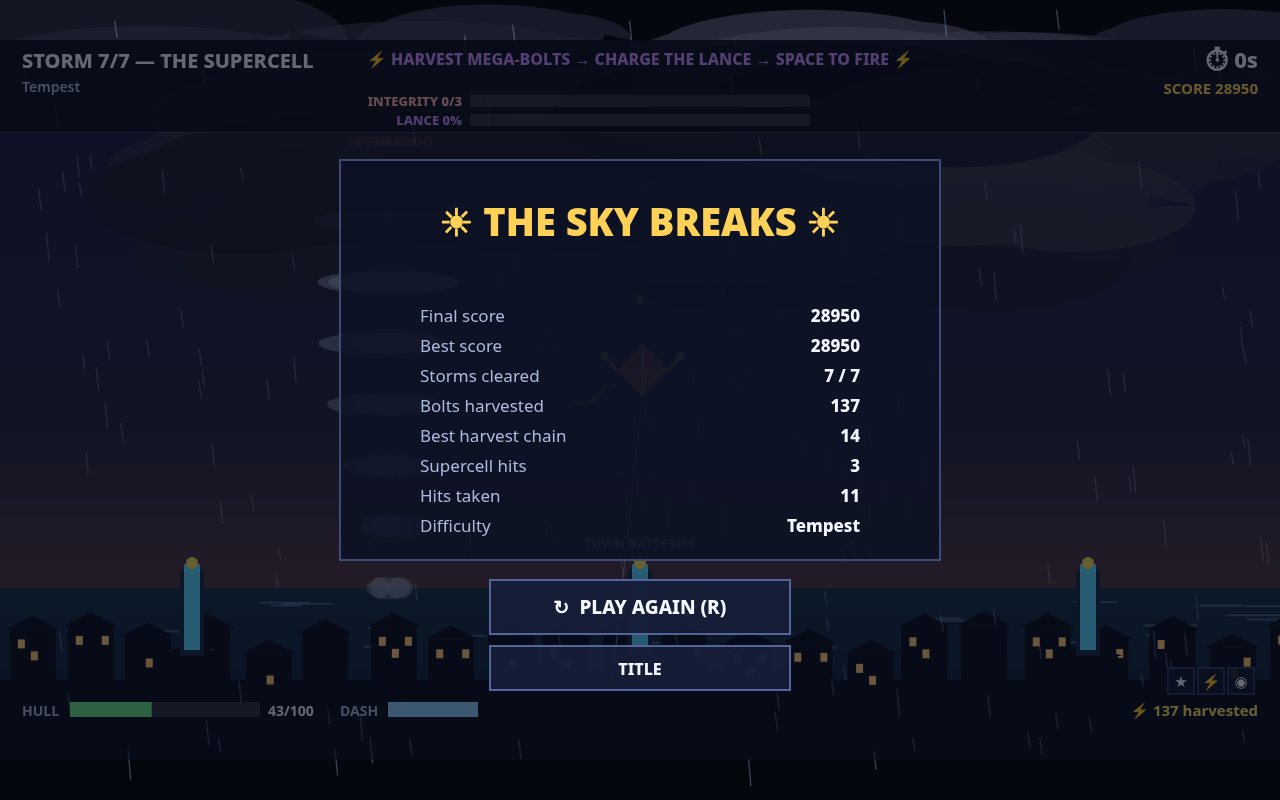 STORM 7/7 — THE SUPERCELL
Tempest
⚡ HARVEST MEGA-BOLTS → CHARGE THE LANCE → SPACE TO FIRE ⚡
INTEGRITY 0/3
LANCE 0%
⏱ 0s
SCORE 28950
☀ THE SKY BREAKS ☀
Final score 28950
Best score 28950
Storms cleared 7 / 7
Bolts harvested 137
Best harvest chain 14
Supercell hits 3
Hits taken 11
Difficulty Tempest
TOWN BATTERIES
↻ PLAY AGAIN (R)
TITLE
HULL 43/100 DASH
⚡ 137 harvested